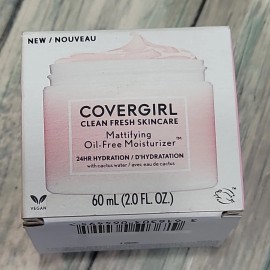 NEW / NOUVEAU
COVERGIRL
CLEAN FRESH SKINCARE
Mattifying
Oil-Free Moisturizer™
24HR HYDRATION / D'HYDRATATION
with cactus water / avec eau de cactus
VEGAN
60 mL (2.0 FL. OZ.)